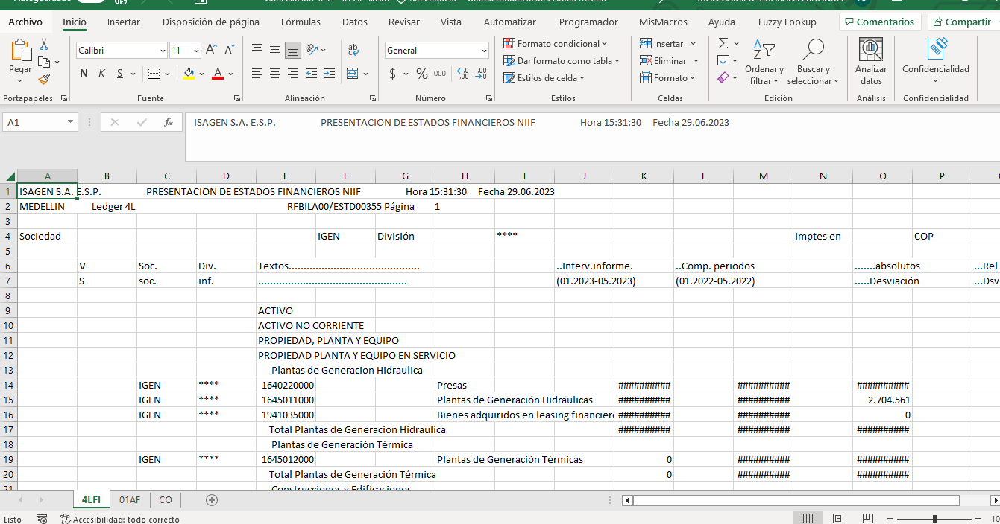 Archivo Inicio Insertar Disposición de página Fórmulas Datos Revisar Vista Automatizar Programador MisMacros Ayuda Fuzzy Lookup Comentarios Compartir
Pegar
Calibri 11
N K S
General
$ % 000
Formato condicional
Dar formato como tabla
Estilos de celda
Insertar
Eliminar
Formato
Ordenar y filtrar
Buscar y seleccionar
Analizar datos
Confidencialidad
Portapapeles Fuente Alineación Número Estilos Celdas Edición Análisis Confidencialidad
A1 fx ISAGEN S.A. E.S.P. PRESENTACION DE ESTADOS FINANCIEROS NIIF Hora 15:31:30 Fecha 29.06.2023
A B C D E F G H I J K L M N O P
1 ISAGEN S.A. E.S.P. PRESENTACION DE ESTADOS FINANCIEROS NIIF Hora 15:31:30 Fecha 29.06.2023
2 MEDELLIN Ledger 4L RFBILA00/ESTD00355 Página 1
3
4 Sociedad IGEN División **** Imptes en COP
5
6 V Soc. Div. Textos....................................... ..Interv.informe. ..Comp. periodos .......absolutos ...Rel
7 S soc. inf. .............................................. (01.2023-05.2023) (01.2022-05.2022) .....Desviación ...Dsv
8
9 ACTIVO
10 ACTIVO NO CORRIENTE
11 PROPIEDAD, PLANTA Y EQUIPO
12 PROPIEDAD PLANTA Y EQUIPO EN SERVICIO
13 Plantas de Generacion Hidraulica
14 IGEN **** 1640220000 Presas ########## ########## ##########
15 IGEN **** 1645011000 Plantas de Generación Hidráulicas ########## ########## 2.704.561
16 IGEN **** 1941035000 Bienes adquiridos en leasing financiero ########## ########## 0
17 Total Plantas de Generacion Hidraulica ########## ########## ##########
18 Plantas de Generación Térmica
19 IGEN **** 1645012000 Plantas de Generación Térmicas 0 ########## ##########
20 Total Plantas de Generación Térmica 0 ########## ##########
21 Construcciones y Edificaciones
4LFI 01AF CO
Listo Accesibilidad: todo correcto 10